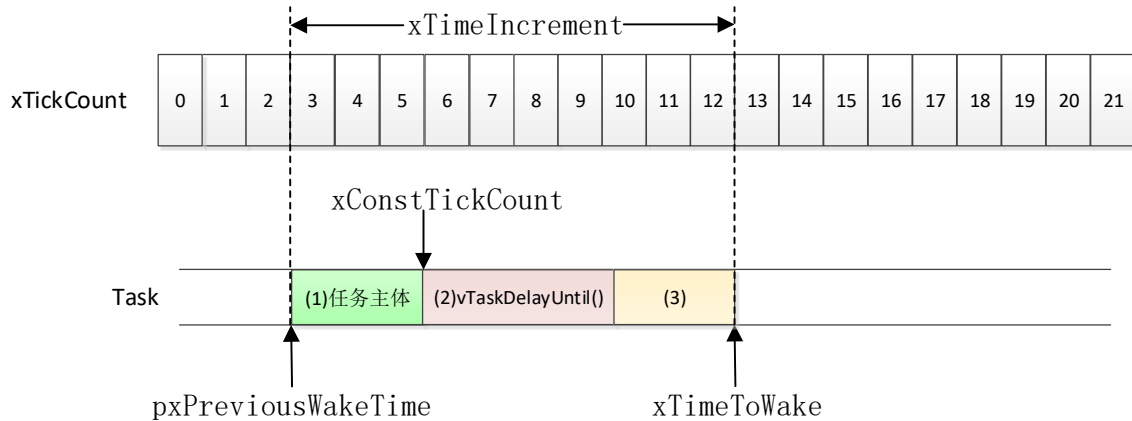 xTimeIncrement
xTickCount 0 1 2 3 4 5 6 7 8 9 10 11 12 13 14 15 16 17 18 19 20 21
xConstTickCount
Task (1)任务主体 (2)vTaskDelayUntil() (3)
pxPreviousWakeTime xTimeToWake